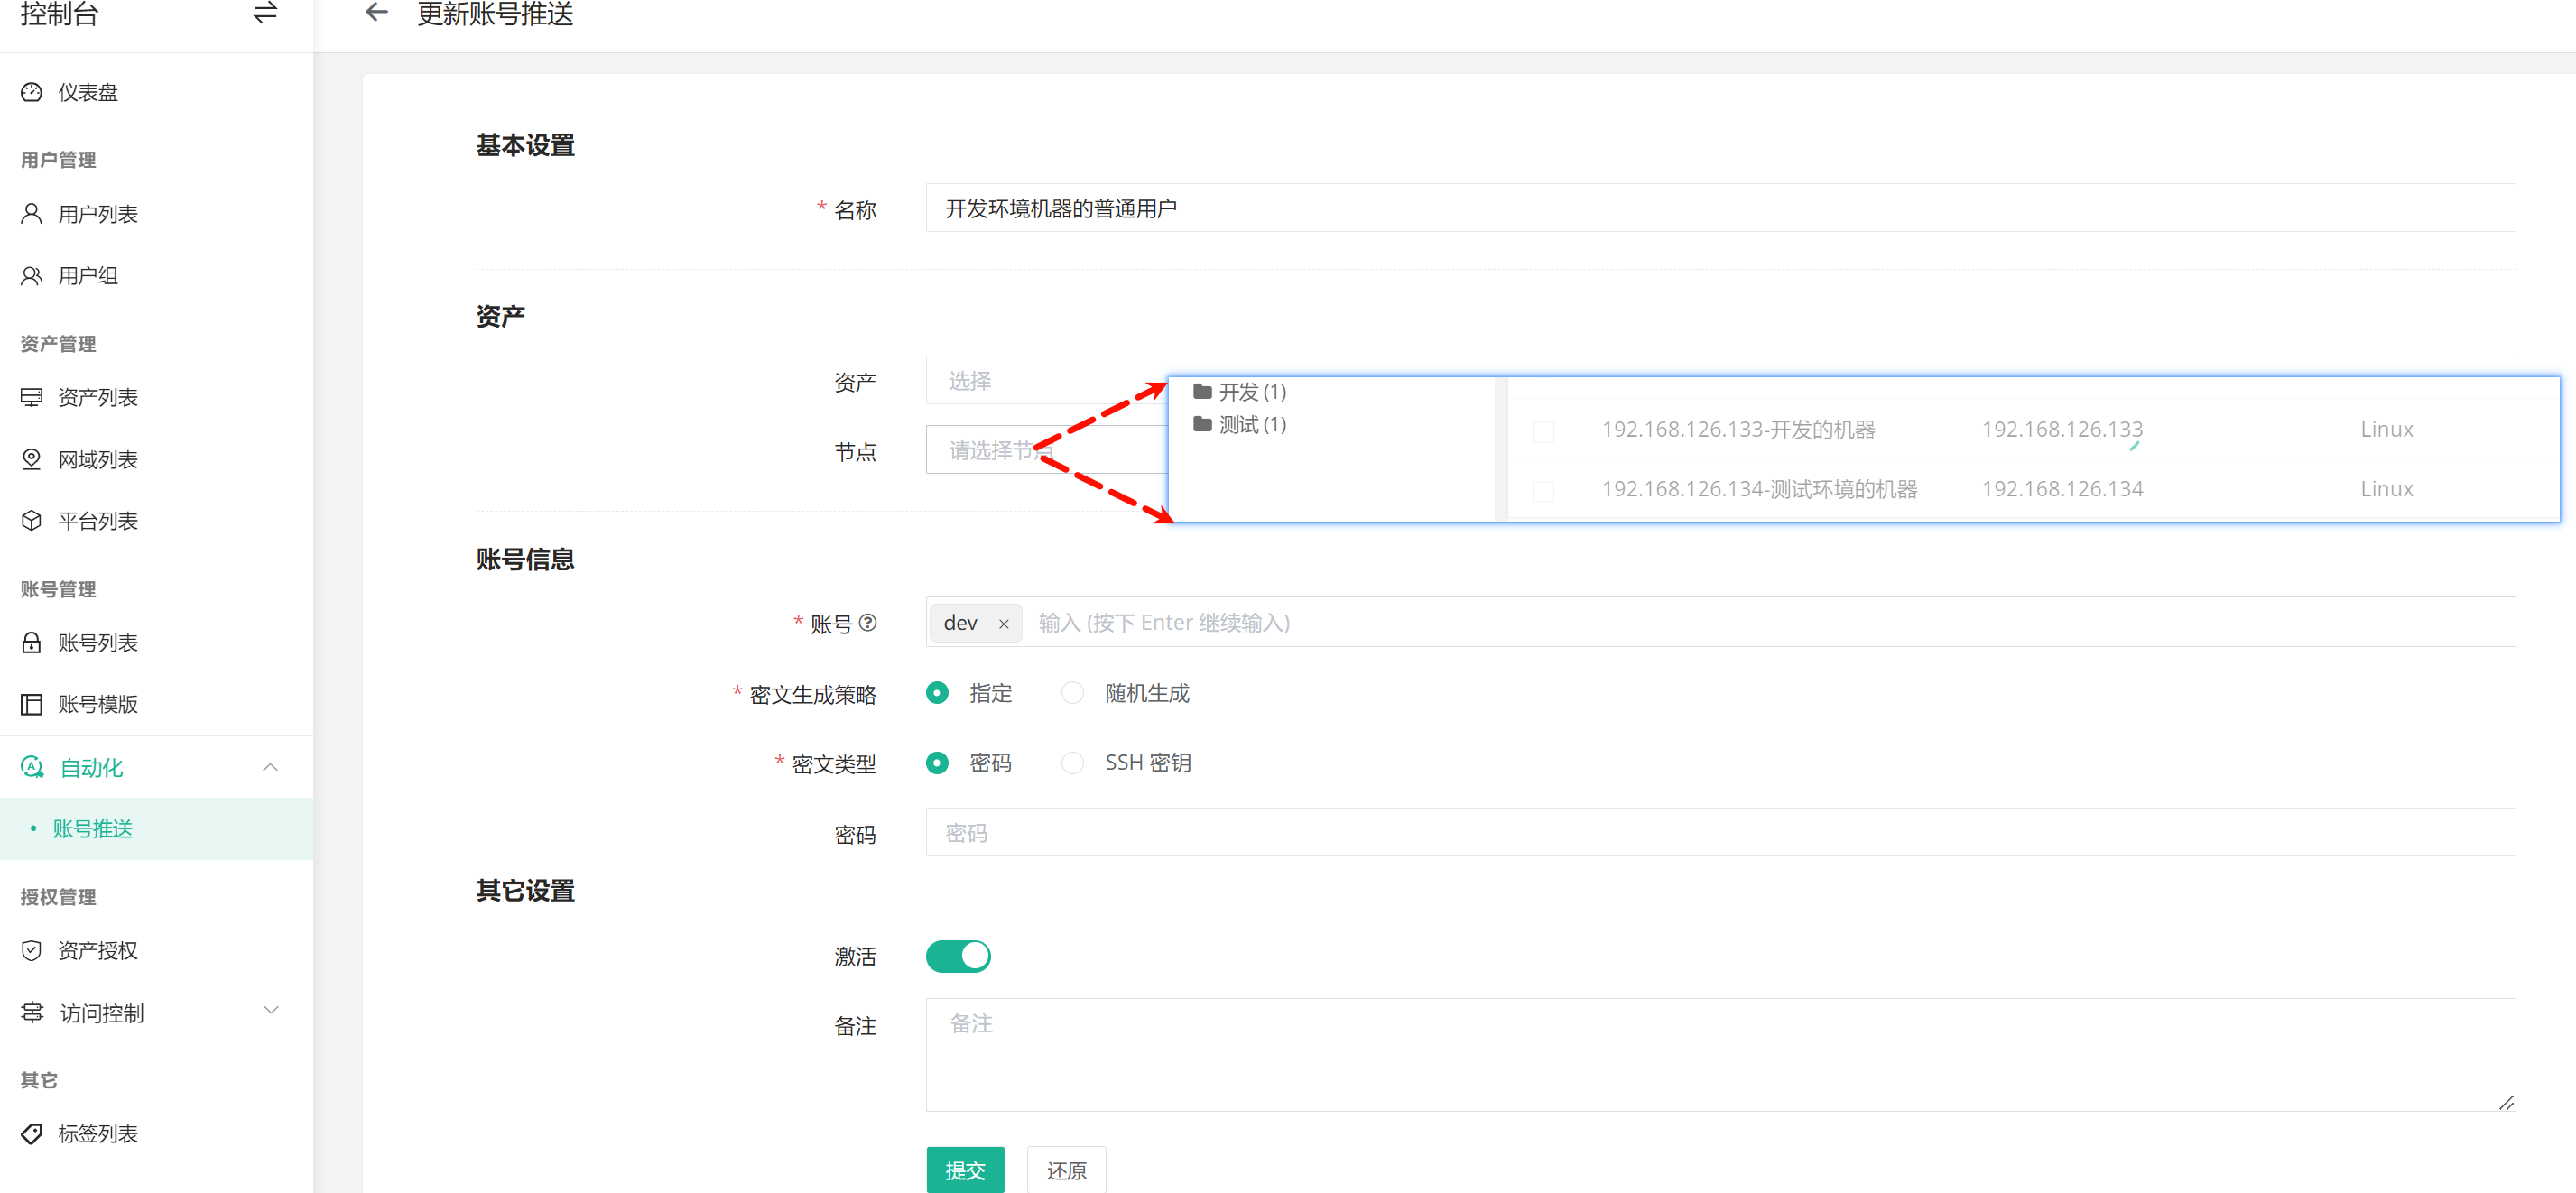 控制台
更新账号推送
仪表盘
用户管理
用户列表
用户组
资产管理
资产列表
网域列表
平台列表
账号管理
账号列表
账号模版
自动化
账号推送
授权管理
资产授权
访问控制
其它
标签列表
基本设置
* 名称
开发环境机器的普通用户
资产
资产
选择
节点
请选择节点
开发 (1)
测试 (1)
192.168.126.133-开发的机器 192.168.126.133 Linux
192.168.126.134-测试环境的机器 192.168.126.134 Linux
账号信息
* 账号
dev × 输入 (按下 Enter 继续输入)
* 密文生成策略
指定 随机生成
* 密文类型
密码 SSH 密钥
密码
密码
其它设置
激活
备注
备注
提交 还原